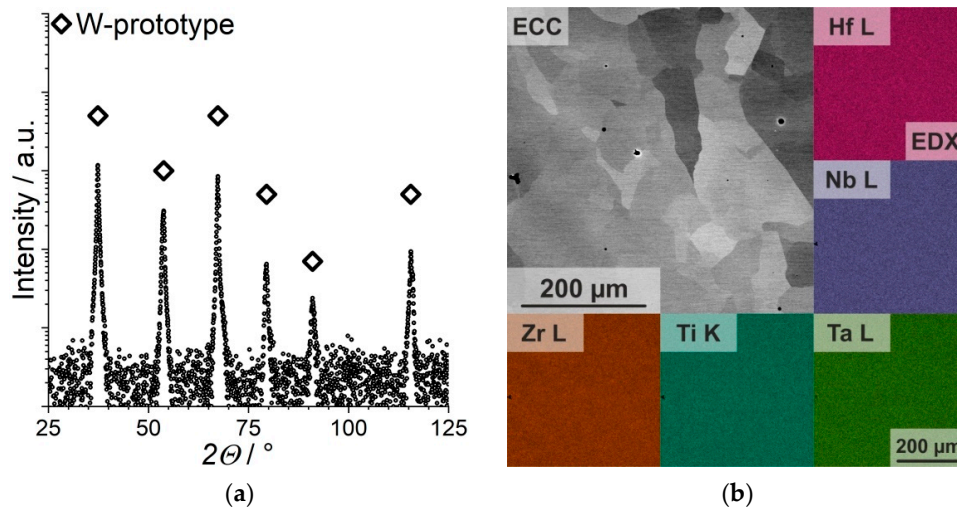 ◇ W-prototype
Intensity / a.u.
25 50 75 100 125
2Θ / °
(a)
ECC
200 µm
Hf L
EDX
Nb L
Zr L
Ti K
Ta L
200 µm
(b)